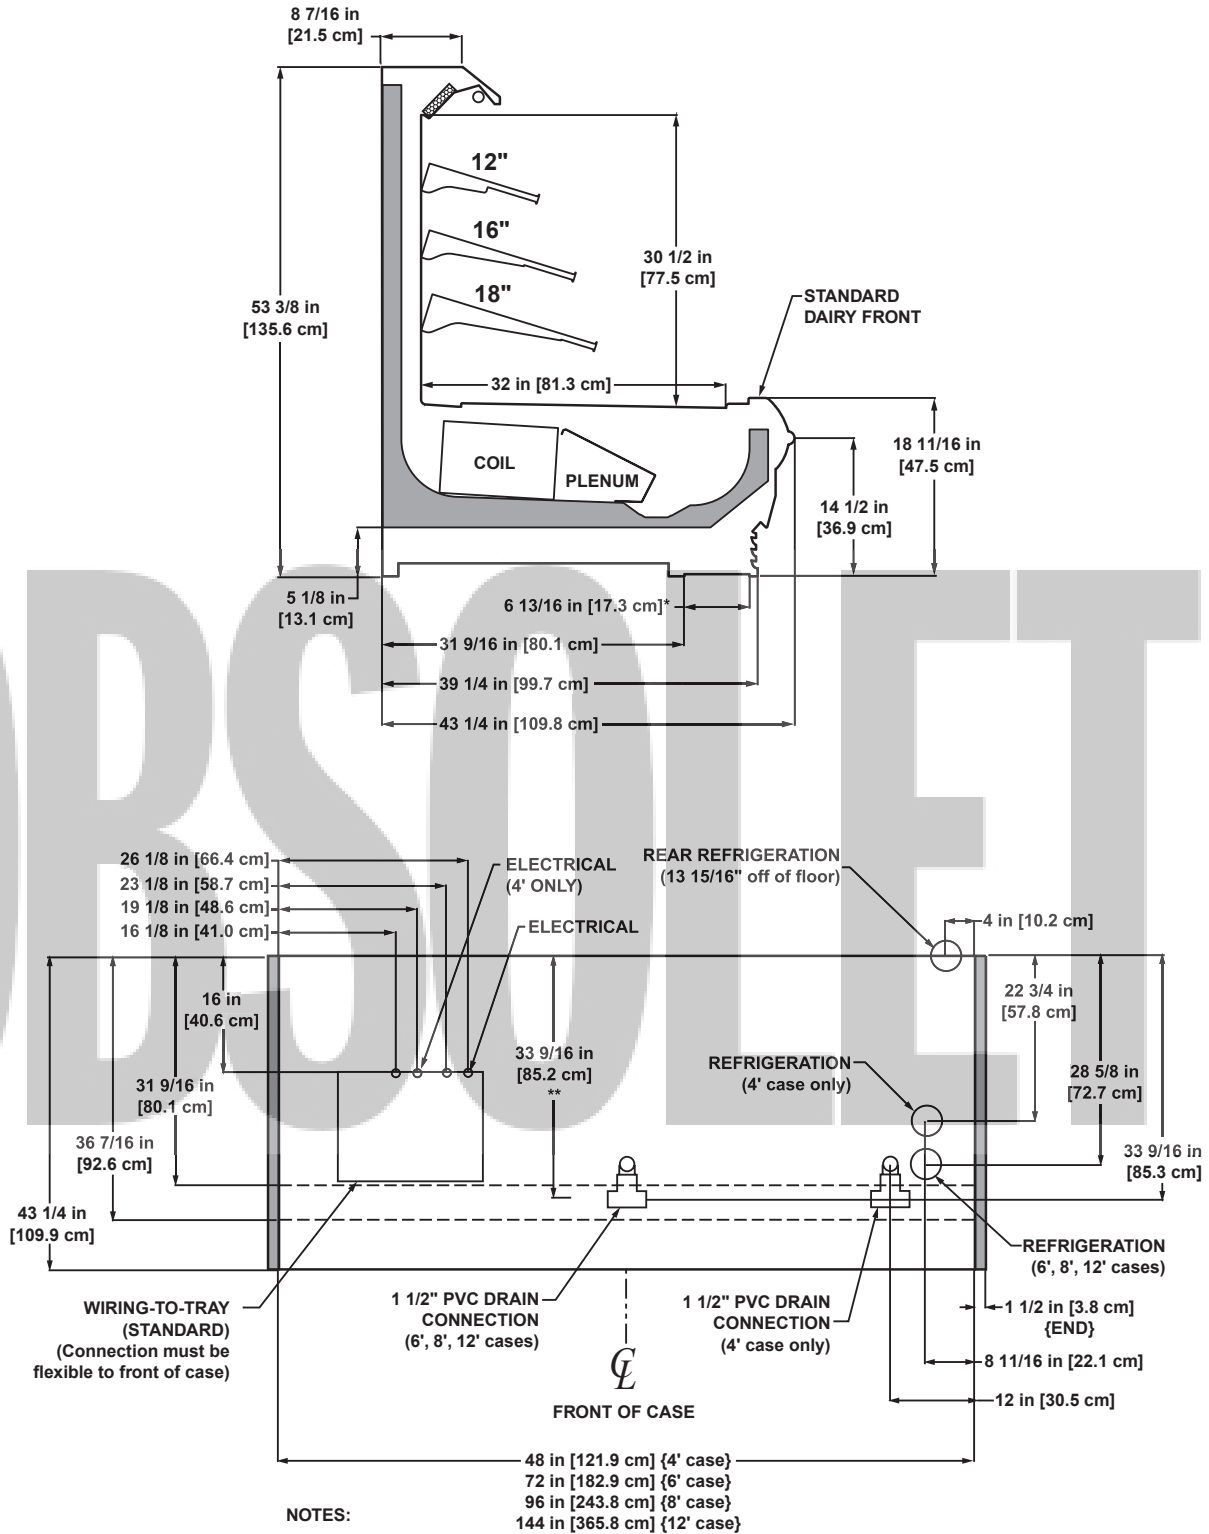 8 7/16 in
[21.5 cm]
12"
16"
18"
30 1/2 in
[77.5 cm]
53 3/8 in
[135.6 cm]
STANDARD
DAIRY FRONT
32 in [81.3 cm]
18 11/16 in
[47.5 cm]
COIL
PLENUM
14 1/2 in
[36.9 cm]
5 1/8 in
[13.1 cm]
6 13/16 in [17.3 cm]*
31 9/16 in [80.1 cm]
39 1/4 in [99.7 cm]
43 1/4 in [109.8 cm]
OBSOLET
26 1/8 in [66.4 cm]
23 1/8 in [58.7 cm]
19 1/8 in [48.6 cm]
16 1/8 in [41.0 cm]
ELECTRICAL
(4' ONLY)
ELECTRICAL
REAR REFRIGERATION
(13 15/16" off of floor)
4 in [10.2 cm]
16 in
[40.6 cm]
22 3/4 in
[57.8 cm]
33 9/16 in
[85.2 cm]
**
REFRIGERATION
(4' case only)
28 5/8 in
[72.7 cm]
31 9/16 in
[80.1 cm]
36 7/16 in
[92.6 cm]
33 9/16 in
[85.3 cm]
43 1/4 in
[109.9 cm]
REFRIGERATION
(6', 8', 12' cases)
WIRING-TO-TRAY
(STANDARD)
(Connection must be
flexible to front of case)
1 1/2" PVC DRAIN
CONNECTION
(6', 8', 12' cases)
1 1/2" PVC DRAIN
CONNECTION
(4' case only)
1 1/2 in [3.8 cm]
{END}
8 11/16 in [22.1 cm]
12 in [30.5 cm]
℄
FRONT OF CASE
48 in [121.9 cm] {4' case}
72 in [182.9 cm] {6' case}
96 in [243.8 cm] {8' case}
144 in [365.8 cm] {12' case}
NOTES: